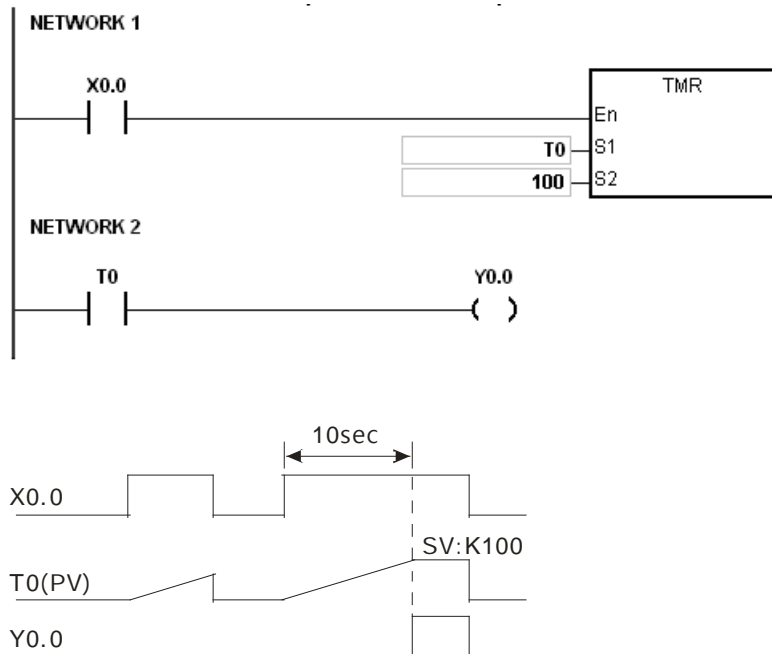 NETWORK 1
X0.0
TMR
En
T0 S1
100 S2
NETWORK 2
T0 Y0.0
10sec
X0.0
SV:K100
T0(PV)
Y0.0